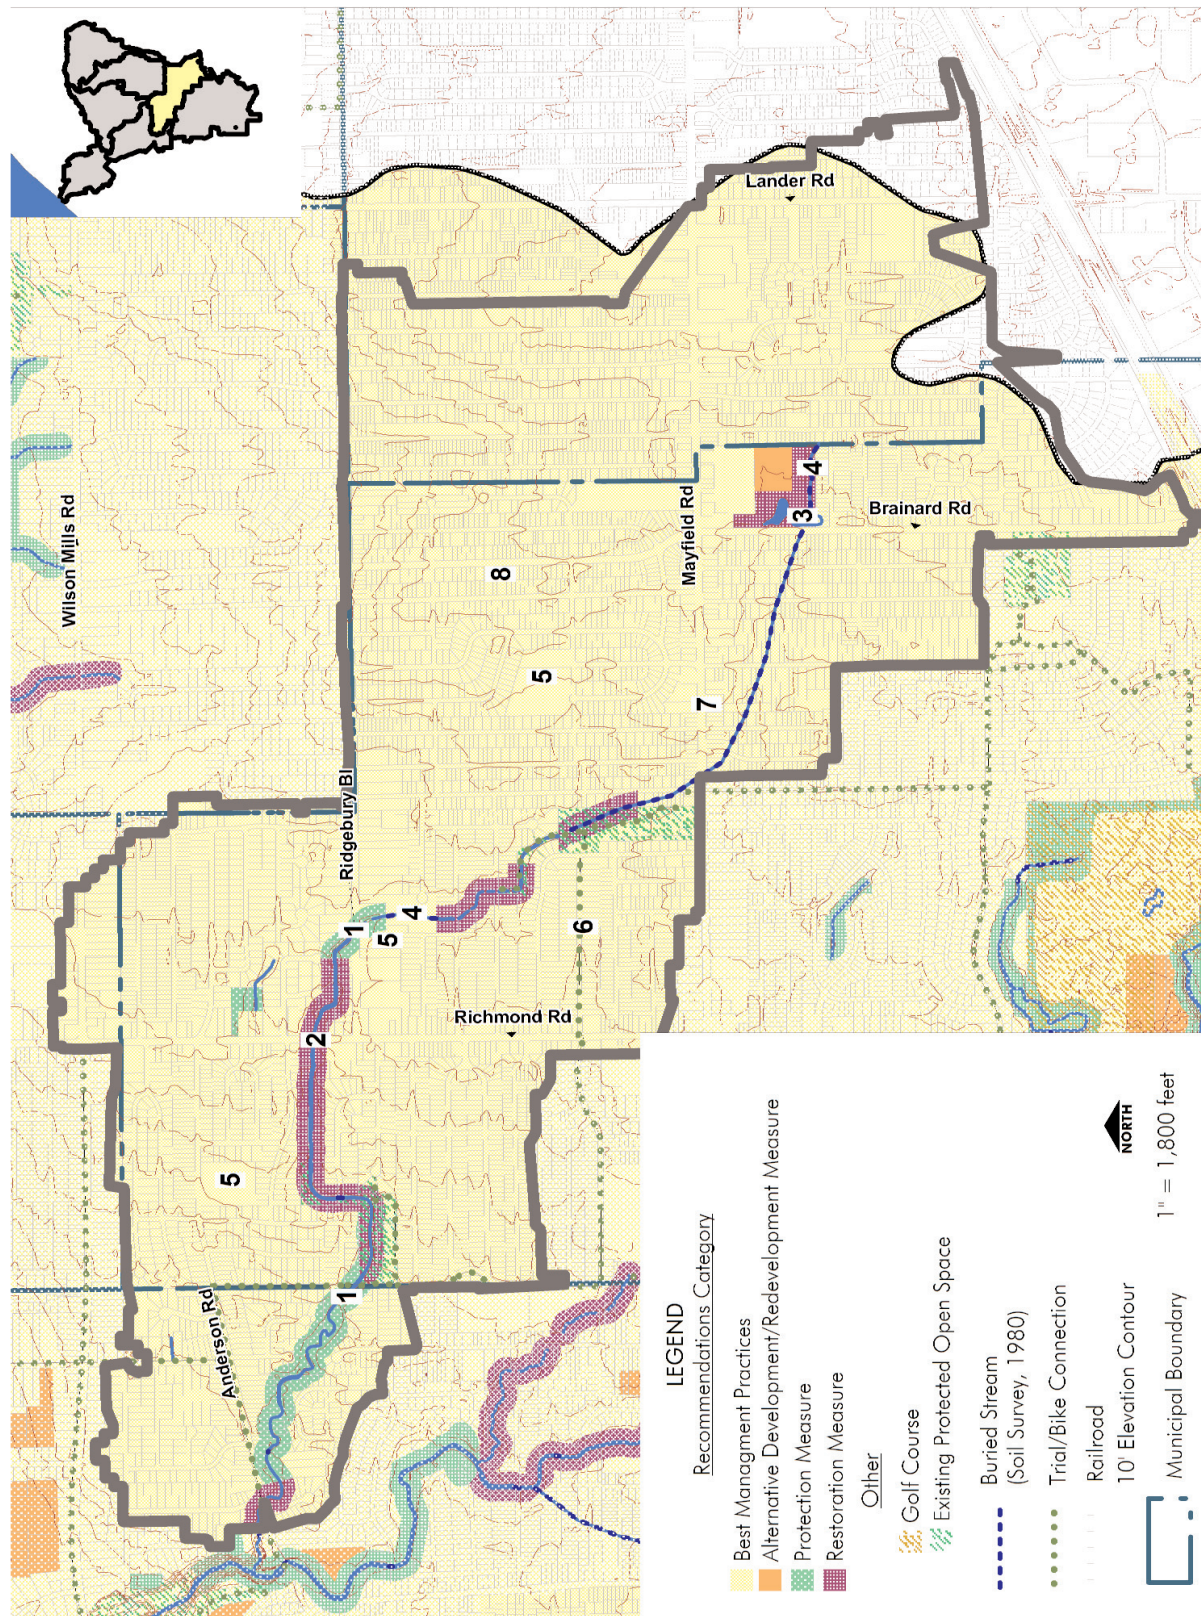 Wilson Mills Rd
Lander Rd
Mayfield Rd
Brainard Rd
Ridgebury Bl
Richmond Rd
Anderson Rd
8
5
7
3
4
6
1
5
4
2
5
1
LEGEND
Recommendations Category
Best Managment Practices
Alternative Development/Redevelopment Measure
Protection Measure
Restoration Measure
Other
Golf Course
Existing Protected Open Space
Buried Stream
(Soil Survey, 1980)
Trial/Bike Connection
Railroad
10' Elevation Contour
Municipal Boundary
NORTH
1" = 1,800 feet